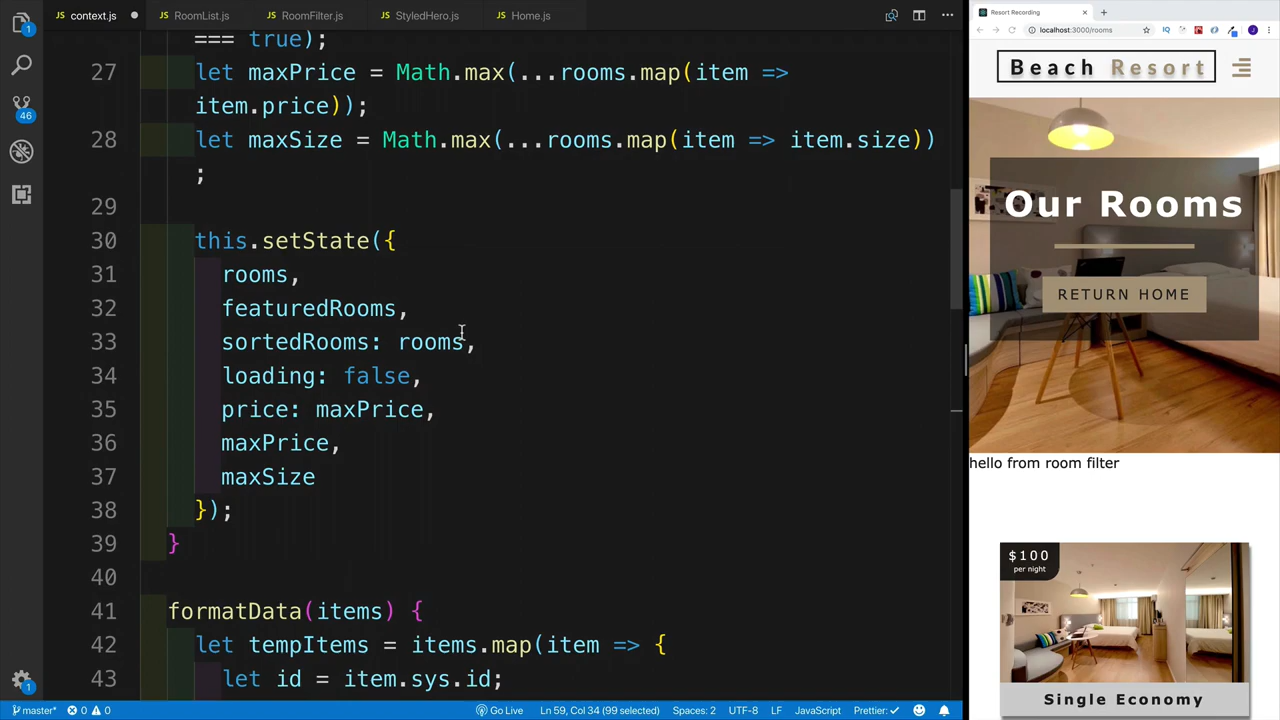 context.js
RoomList.js
RoomFilter.js
StyledHero.js
Home.js
=== true);
27 let maxPrice = Math.max(...rooms.map(item =>
item.price));
28 let maxSize = Math.max(...rooms.map(item => item.size))
;
29
30 this.setState({
31 rooms,
32 featuredRooms,
33 sortedRooms: rooms,
34 loading: false,
35 price: maxPrice,
36 maxPrice,
37 maxSize
38 });
39 }
40
41 formatData(items) {
42 let tempItems = items.map(item => {
43 let id = item.sys.id;
1
46
1
master* 0 0
Go Live Ln 59, Col 34 (99 selected) Spaces: 2 UTF-8 LF JavaScript Prettier: ✓
Resort Recording
localhost:3000/rooms
Beach Resort
Our Rooms
RETURN HOME
hello from room filter
$100
per night
Single Economy